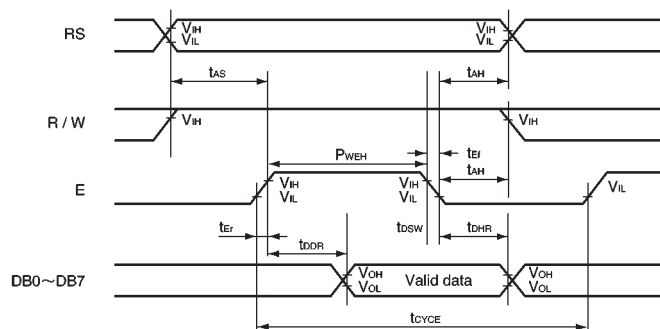 RS
VIH
VIL
VIH
VIL
tAS
tAH
R / W
VIH
VIH
PWEH
tEf
tAH
E
VIH
VIL
VIH
VIL
VIL
tEr
tDDR
tDSW
tDHR
DB0～DB7
VOH
VOL
Valid data
VOH
VOL
tCYCE